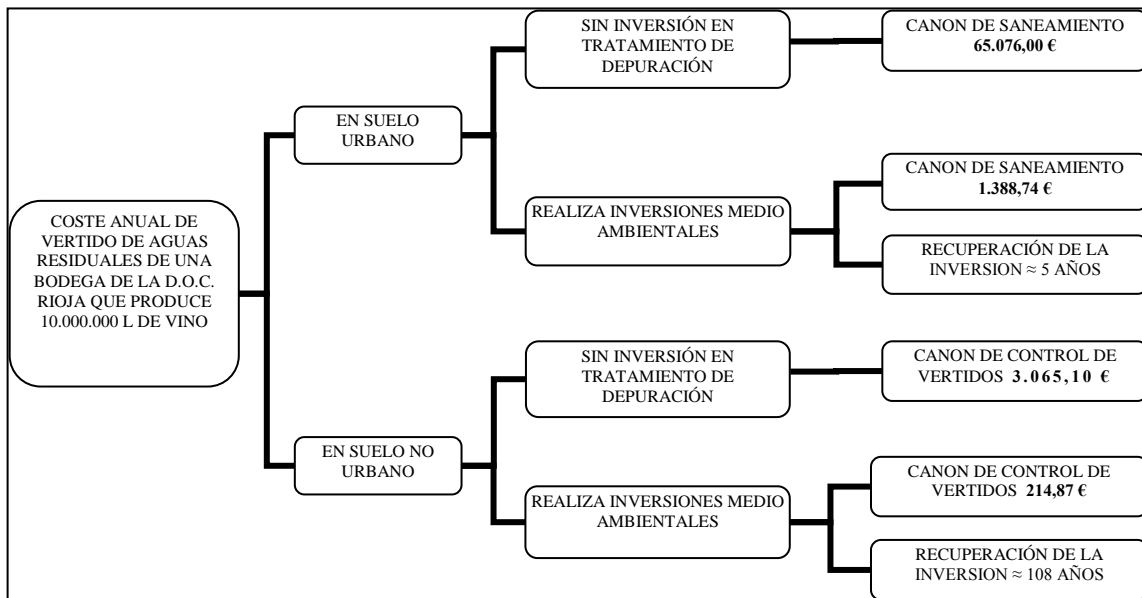 COSTE ANUAL DE
VERTIDO DE AGUAS
RESIDUALES DE UNA
BODEGA DE LA D.O.C.
RIOJA QUE PRODUCE
10.000.000 L DE VINO
EN SUELO
URBANO
SIN INVERSIÓN EN
TRATAMIENTO DE
DEPURACIÓN
CANON DE SANEAMIENTO
65.076,00 €
REALIZA INVERSIONES MEDIO
AMBIENTALES
CANON DE SANEAMIENTO
1.388,74 €
RECUPERACIÓN DE LA
INVERSION ≈ 5 AÑOS
EN SUELO NO
URBANO
SIN INVERSIÓN EN
TRATAMIENTO DE
DEPURACIÓN
CANON DE CONTROL DE
VERTIDOS 3.065,10 €
REALIZA INVERSIONES MEDIO
AMBIENTALES
CANON DE CONTROL DE
VERTIDOS 214,87 €
RECUPERACIÓN DE LA
INVERSION ≈ 108 AÑOS